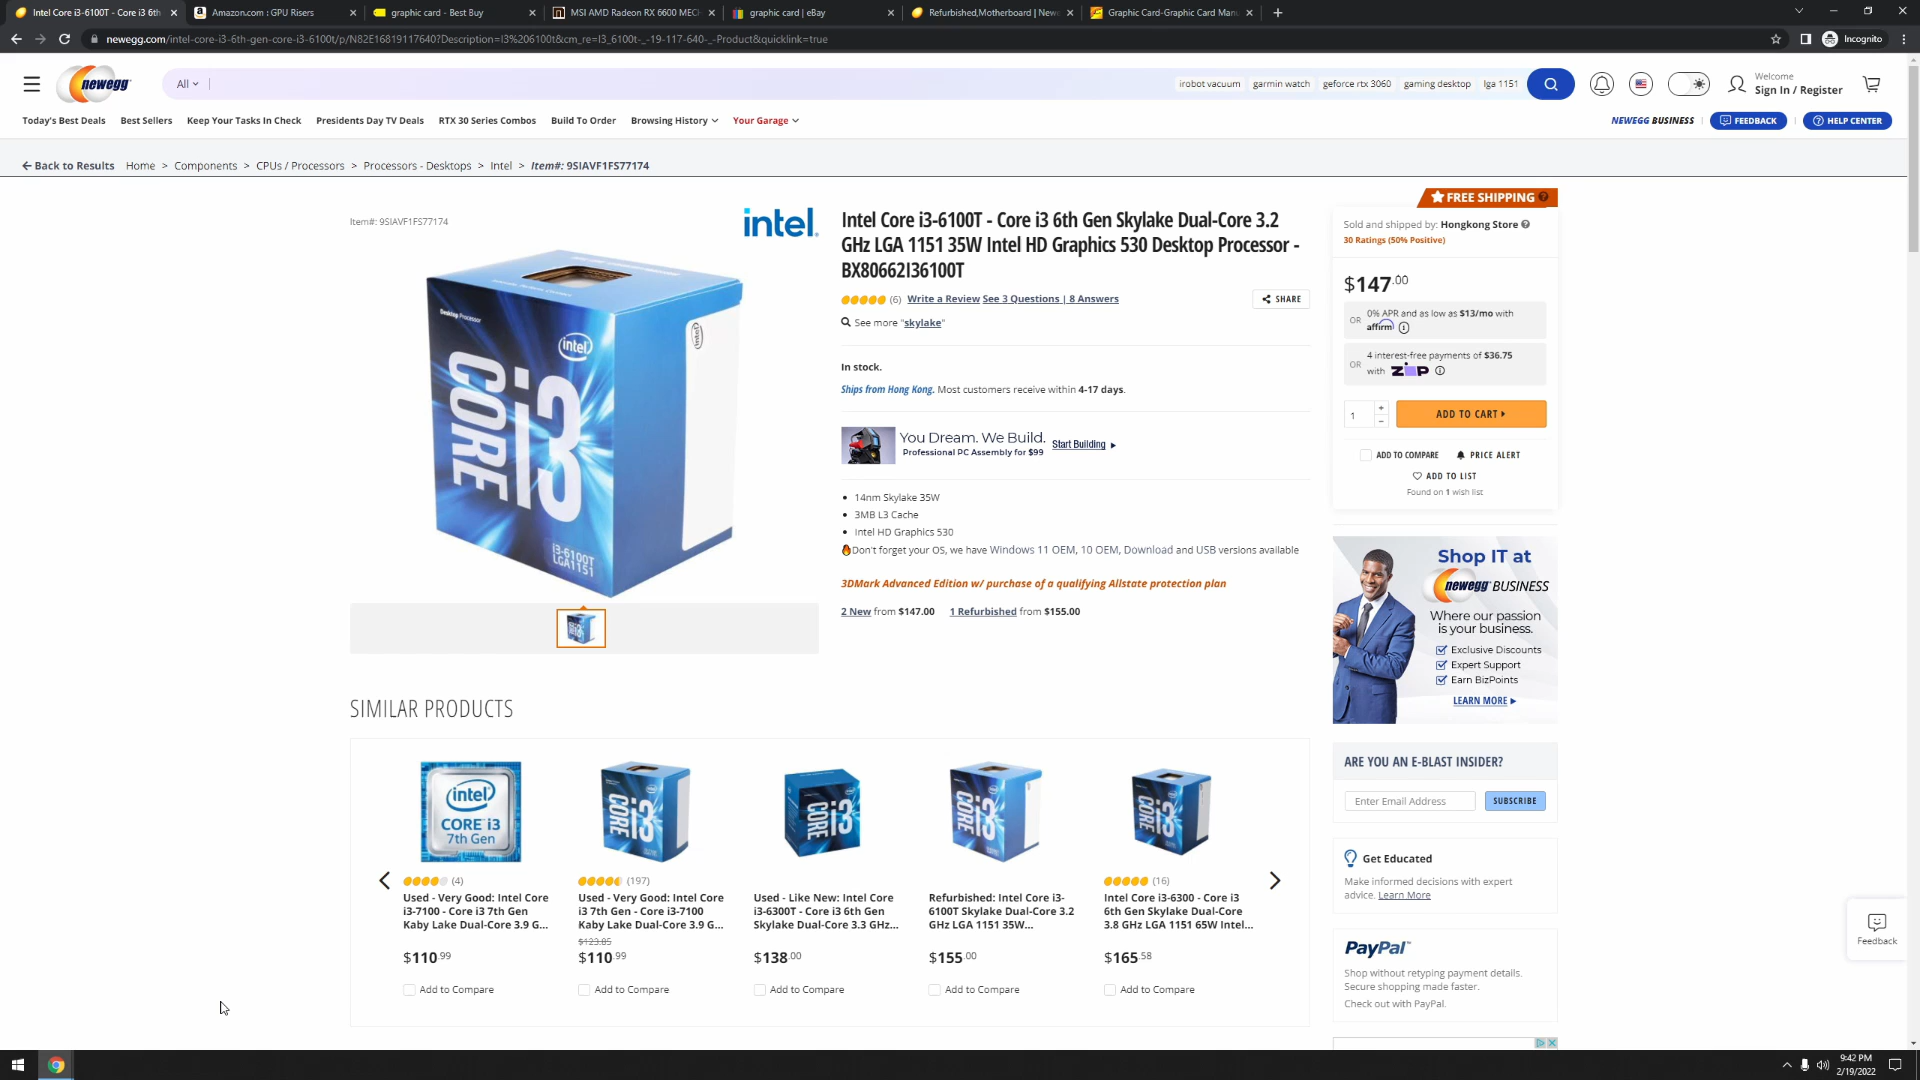 Intel Core i3-6100T - Core i3 6th
Amazon.com : GPU Risers
graphic card - Best Buy
MSI AMD Radeon RX 6600 MECH
graphic card | eBay
Refurbished,Motherboard | Newe
Graphic Card-Graphic Card Manu
newegg.com/intel-core-i3-6th-gen-core-i3-6100t/p/N82E16819117640?Description=I3%206100t&cm_re=I3_6100t-_-19-117-640-_-Product&quicklink=true
Incognito
newegg
All
irobot vacuum garmin watch geforce rtx 3060 gaming desktop lga 1151
Welcome
Sign In / Register
Today's Best Deals Best Sellers Keep Your Tasks In Check Presidents Day TV Deals RTX 30 Series Combos Build To Order Browsing History Your Garage
NEWEGG BUSINESS FEEDBACK HELP CENTER
Back to Results Home > Components > CPUs / Processors > Processors - Desktops > Intel > Item#: 9SIAVF1FS77174
Item#: 9SIAVF1FS77174
intel
Desktop Processor
intel
CORE i3
i3-6100T
LGA1151
Intel Core i3-6100T - Core i3 6th Gen Skylake Dual-Core 3.2
GHz LGA 1151 35W Intel HD Graphics 530 Desktop Processor -
BX80662I36100T
(6) Write a Review See 3 Questions | 8 Answers
SHARE
See more "skylake"
In stock.
Ships from Hong Kong. Most customers receive within 4-17 days.
You Dream. We Build.
Professional PC Assembly for $99
Start Building
• 14nm Skylake 35W
• 3MB L3 Cache
• Intel HD Graphics 530
Don't forget your OS, we have Windows 11 OEM, 10 OEM, Download and USB versions available
3DMark Advanced Edition w/ purchase of a qualifying Allstate protection plan
2 New from $147.00 1 Refurbished from $155.00
FREE SHIPPING
Sold and shipped by: Hongkong Store
30 Ratings (50% Positive)
$147.00
OR 0% APR and as low as $13/mo with
affirm
OR 4 interest-free payments of $36.75
with ZIP
1
ADD TO CART
ADD TO COMPARE PRICE ALERT
ADD TO LIST
Found on 1 wish list
Shop IT at
newegg BUSINESS
Where our passion
is your business.
Exclusive Discounts
Expert Support
Earn BizPoints
LEARN MORE
SIMILAR PRODUCTS
intel
CORE i3
7th Gen
(4)
Used - Very Good: Intel Core
i3-7100 - Core i3 7th Gen
Kaby Lake Dual-Core 3.9 G...
$110.99
Add to Compare
CORE i3
(197)
Used - Very Good: Intel Core
i3 7th Gen - Core i3-7100
Kaby Lake Dual-Core 3.9 G...
$123.85
$110.99
Add to Compare
CORE i3
Used - Like New: Intel Core
i3-6300T - Core i3 6th Gen
Skylake Dual-Core 3.3 GHz...
$138.00
Add to Compare
CORE i3
Refurbished: Intel Core i3-
6100T Skylake Dual-Core 3.2
GHz LGA 1151 35W...
$155.00
Add to Compare
CORE i3
(16)
Intel Core i3-6300 - Core i3
6th Gen Skylake Dual-Core
3.8 GHz LGA 1151 65W Intel...
$165.58
Add to Compare
ARE YOU AN E-BLAST INSIDER?
Enter Email Address
SUBSCRIBE
Get Educated
Make informed decisions with expert
advice. Learn More
PayPal
Shop without retyping payment details.
Secure shopping made faster.
Check out with PayPal.
Feedback
9:42 PM
2/19/2022